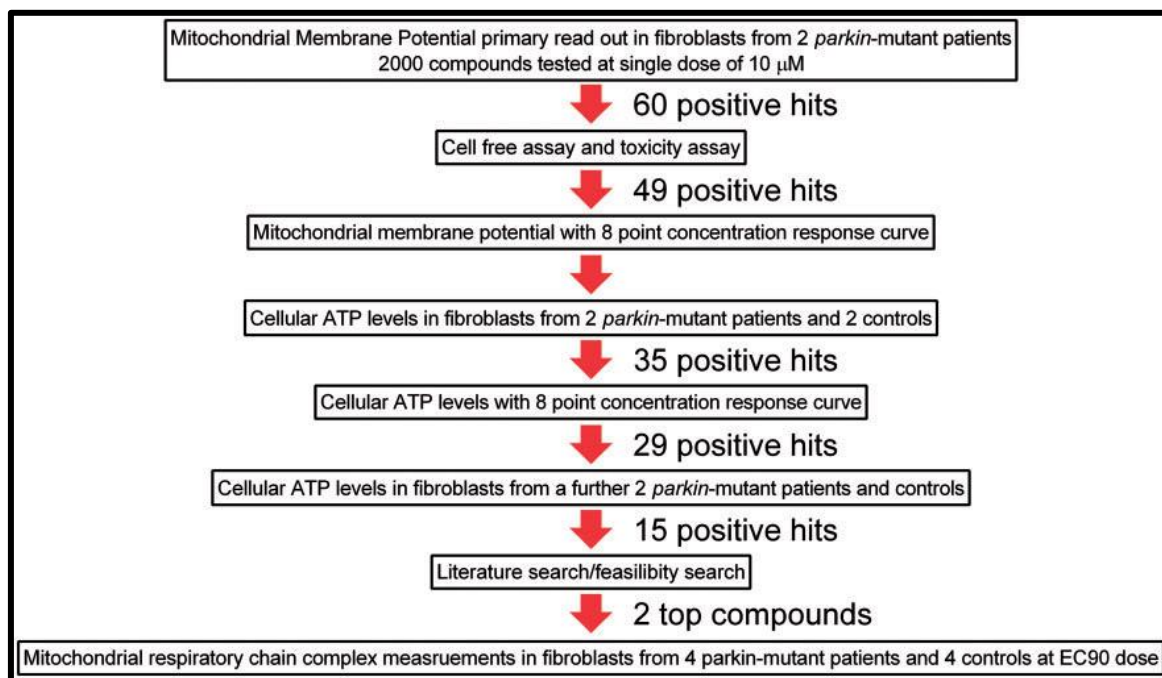 Mitochondrial Membrane Potential primary read out in fibroblasts from 2 parkin-mutant patients
2000 compounds tested at single dose of 10 μM
60 positive hits
Cell free assay and toxicity assay
49 positive hits
Mitochondrial membrane potential with 8 point concentration response curve
Cellular ATP levels in fibroblasts from 2 parkin-mutant patients and 2 controls
35 positive hits
Cellular ATP levels with 8 point concentration response curve
29 positive hits
Cellular ATP levels in fibroblasts from a further 2 parkin-mutant patients and controls
15 positive hits
Literature search/feasilibity search
2 top compounds
Mitochondrial respiratory chain complex measruements in fibroblasts from 4 parkin-mutant patients and 4 controls at EC90 dose